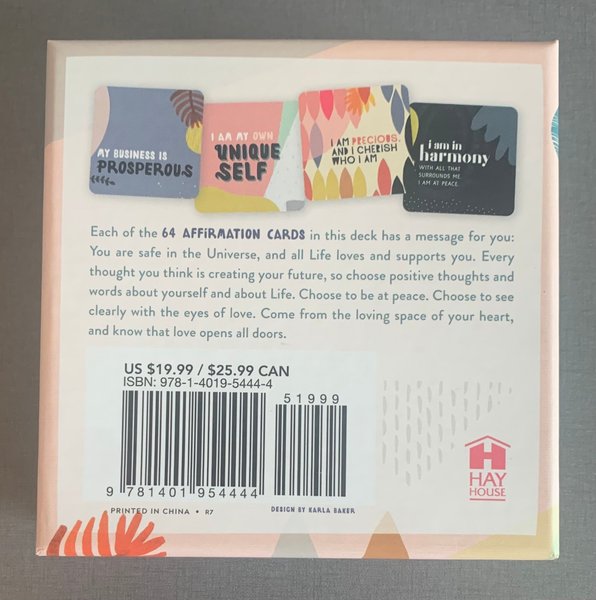 MY BUSINESS IS
PROSPEROUS
I AM MY OWN
UNIQUE
SELF
I AM PRECIOUS,
AND I CHERISH
WHO I AM
i am in
harmony
WITH ALL THAT
SURROUNDS ME.
I AM AT PEACE.
Each of the 64 AFFIRMATION CARDS in this deck has a message for you:
You are safe in the Universe, and all Life loves and supports you. Every
thought you think is creating your future, so choose positive thoughts and
words about yourself and about Life. Choose to be at peace. Choose to see
clearly with the eyes of love. Come from the loving space of your heart,
and know that love opens all doors.
US $19.99 / $25.99 CAN
ISBN: 978-1-4019-5444-4
51999
9 781401 954444
PRINTED IN CHINA • R7
DESIGN BY KARLA BAKER
H
HAY
HOUSE